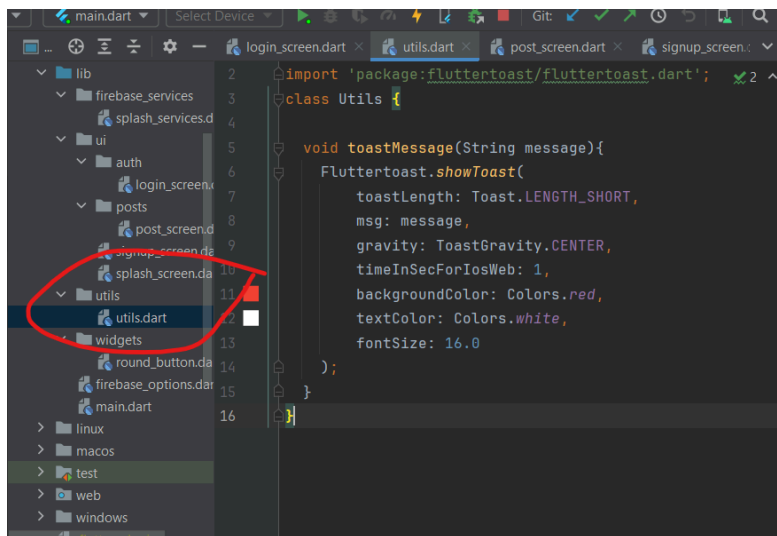 main.dart Select Device Git:
... login_screen.dart utils.dart post_screen.dart signup_screen.
lib
firebase_services
splash_services.d
ui
auth
login_screen.
posts
post_screen.d
signup_screen.da
splash_screen.da
utils
utils.dart
widgets
round_button.da
firebase_options.dar
main.dart
linux
macos
test
web
windows
2 import 'package:fluttertoast/fluttertoast.dart'; 2
3 class Utils {
4
5 void toastMessage(String message){
6 Fluttertoast.showToast(
7 toastLength: Toast.LENGTH_SHORT,
8 msg: message,
9 gravity: ToastGravity.CENTER,
10 timeInSecForIosWeb: 1,
11 backgroundColor: Colors.red,
12 textColor: Colors.white,
13 fontSize: 16.0
14 );
15 }
16 }